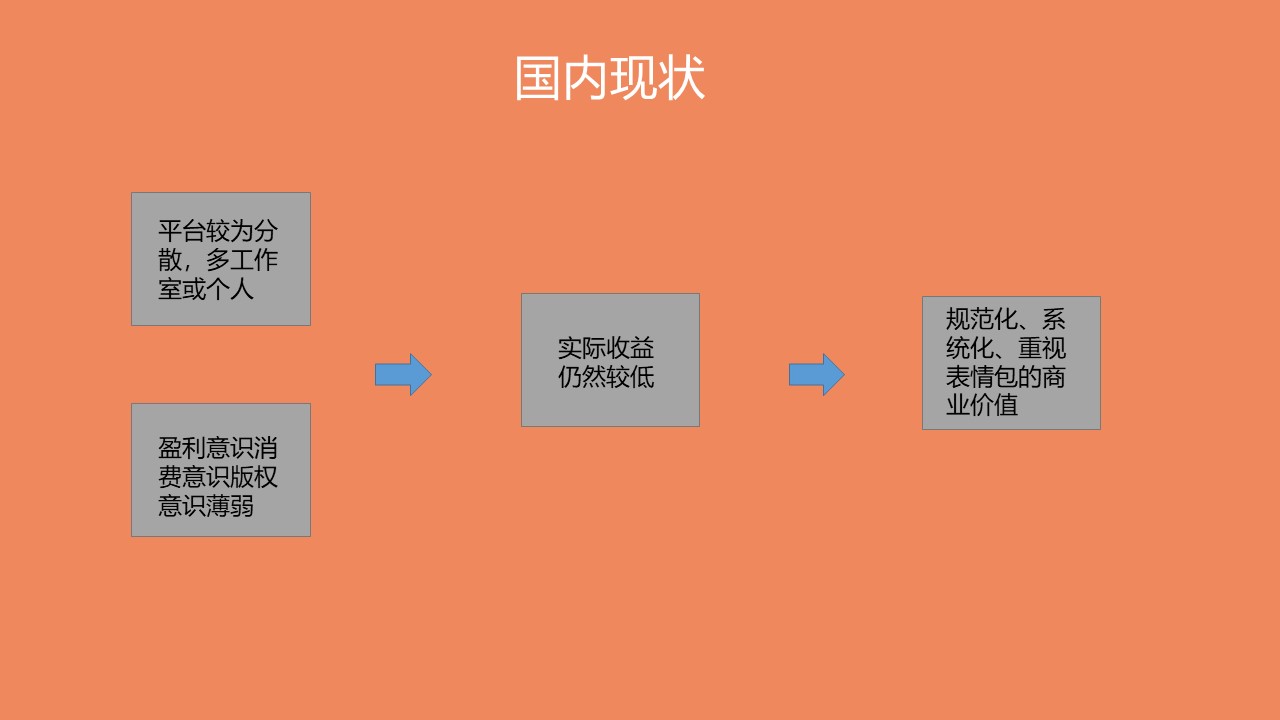 国内现状
平台较为分
散，多工作
室或个人
盈利意识消
费意识版权
意识薄弱
实际收益
仍然较低
规范化、系
统化、重视
表情包的商
业价值